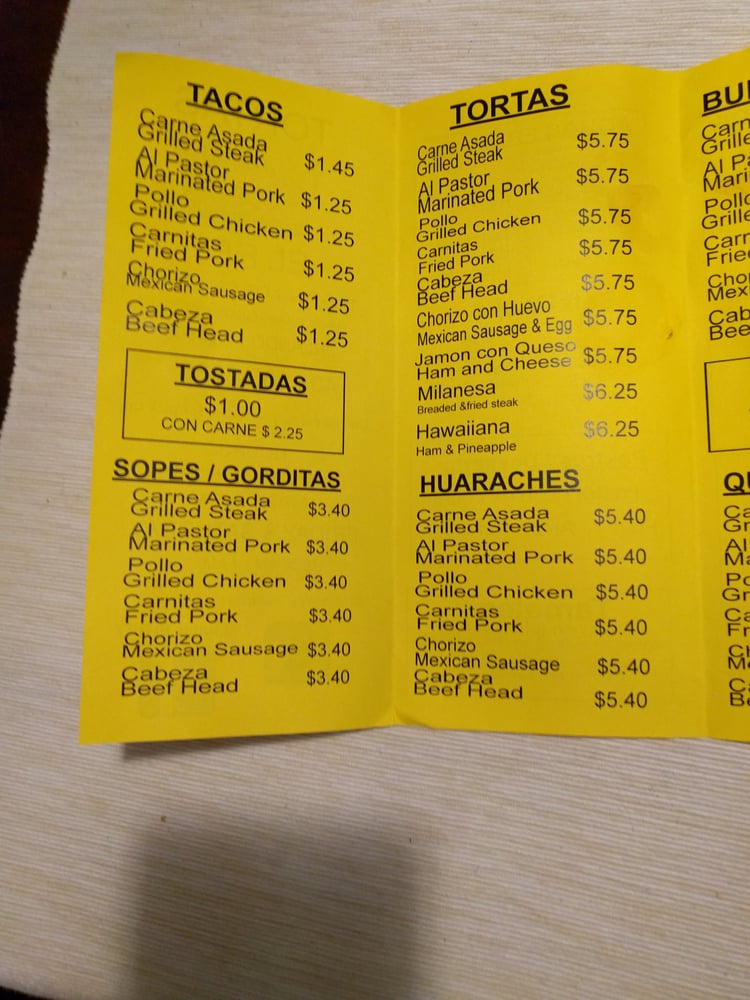 TACOS
Carne Asada
Grilled Steak $1.45
Al Pastor
Marinated Pork $1.25
Pollo
Grilled Chicken $1.25
Carnitas
Fried Pork $1.25
Chorizo
Mexican Sausage $1.25
Cabeza
Beef Head $1.25
TOSTADAS
$1.00
CON CARNE $ 2.25
SOPES / GORDITAS
Carne Asada
Grilled Steak $3.40
Al Pastor
Marinated Pork $3.40
Pollo
Grilled Chicken $3.40
Carnitas
Fried Pork $3.40
Chorizo
Mexican Sausage $3.40
Cabeza
Beef Head $3.40
TORTAS
Carne Asada $5.75
Grilled Steak
Al Pastor $5.75
Marinated Pork
Pollo $5.75
Grilled Chicken
Carnitas $5.75
Fried Pork
Cabeza $5.75
Beef Head
Chorizo con Huevo $5.75
Mexican Sausage & Egg
Jamon con Queso $5.75
Ham and Cheese
Milanesa $6.25
Breaded &fried steak
Hawaiiana $6.25
Ham & Pineapple
HUARACHES
Carne Asada $5.40
Grilled Steak
Al Pastor
Marinated Pork $5.40
Pollo
Grilled Chicken $5.40
Carnitas
Fried Pork $5.40
Chorizo
Mexican Sausage $5.40
Cabeza
Beef Head $5.40